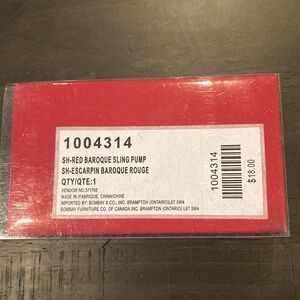 1004314
SH-RED BAROQUE SLING PUMP
SH-ESCARPIN BAROQUE ROUGE
QTY/QTE:1
VENDOR NO.571755
MADE IN /FABRIQUE: CHINA/CHINE
IMPORTED BY: BOMBAY & CO., INC. BRAMPTON (ONTARIO)L6T 5W4
BOMBAY FURNITURE CO. OF CANADA INC. BRAMPTON (ONTARIO) L6T 5W4
1004314
$18.00